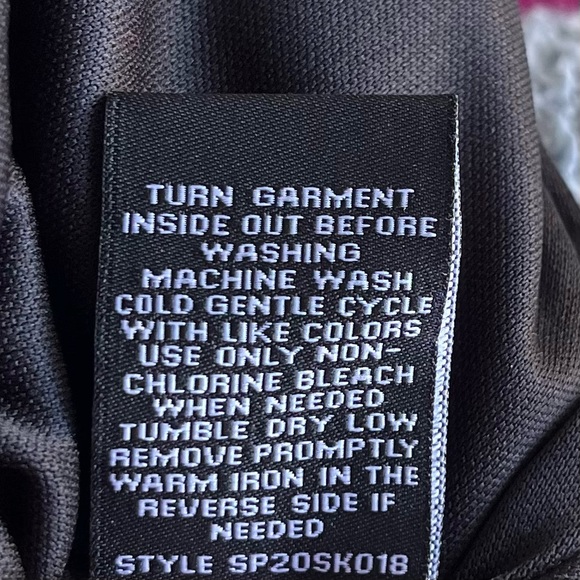 TURN GARMENT
INSIDE OUT BEFORE
WASHING
MACHINE WASH
COLD GENTLE CYCLE
WITH LIKE COLORS
USE ONLY NON-
CHLORINE BLEACH
WHEN NEEDED
TUMBLE DRY LOW
REMOVE PROMPTLY
WARM IRON IN THE
REVERSE SIDE IF
NEEDED
STYLE SP20SK018